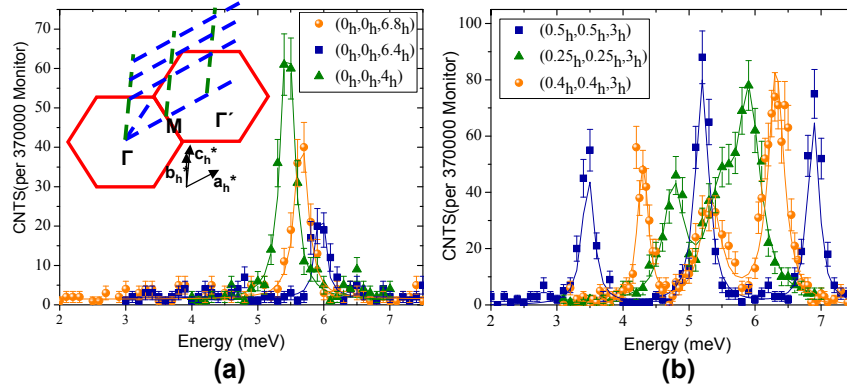 (a)
CNTS(per 370000 Monitor)
70
60
50
40
30
20
10
0
2 3 4 5 6 7
Energy (meV)
(0h,0h,6.8h)
(0h,0h,6.4h)
(0h,0h,4h)
Γ
M
Γ´
ch*
bh*
ah*
(a)
(b)
CNTS(per 370000 Monitor)
100
80
60
40
20
0
2 3 4 5 6 7
Energy (meV)
(0.5h,0.5h,3h)
(0.25h,0.25h,3h)
(0.4h,0.4h,3h)
(b)